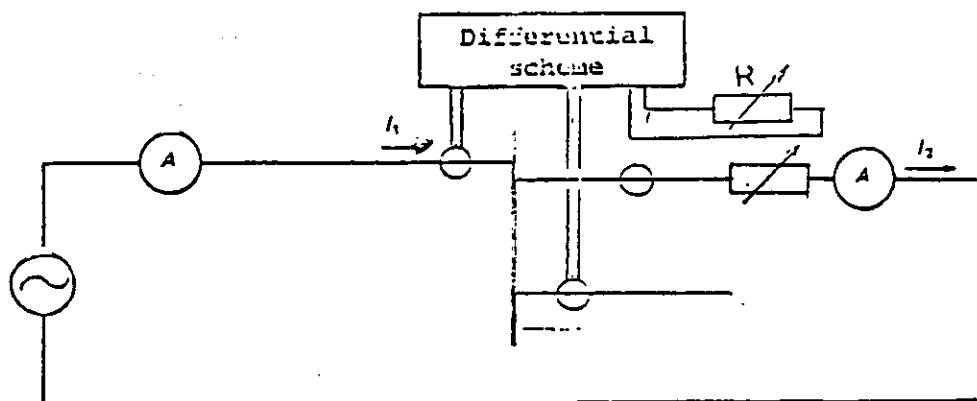 Differential
scheme
R
I₁
A
A
I₂